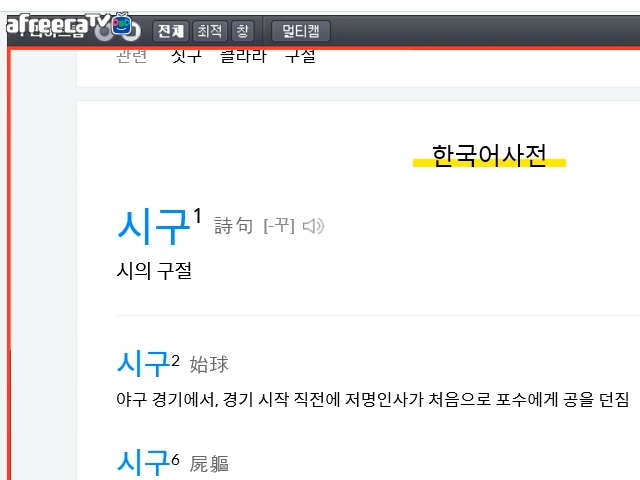 afreecaTV
전체 최적 창 멀티캠
관련 짓구 클라라 구절
한국어사전
시구1 詩句 [-꾸]
시의 구절
시구2 始球
야구 경기에서, 경기 시작 직전에 저명인사가 처음으로 포수에게 공을 던짐
시구6 屍軀